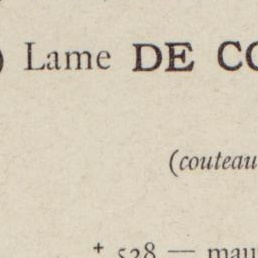 ) Lame DE CO
(couteau
+ 528 — mau